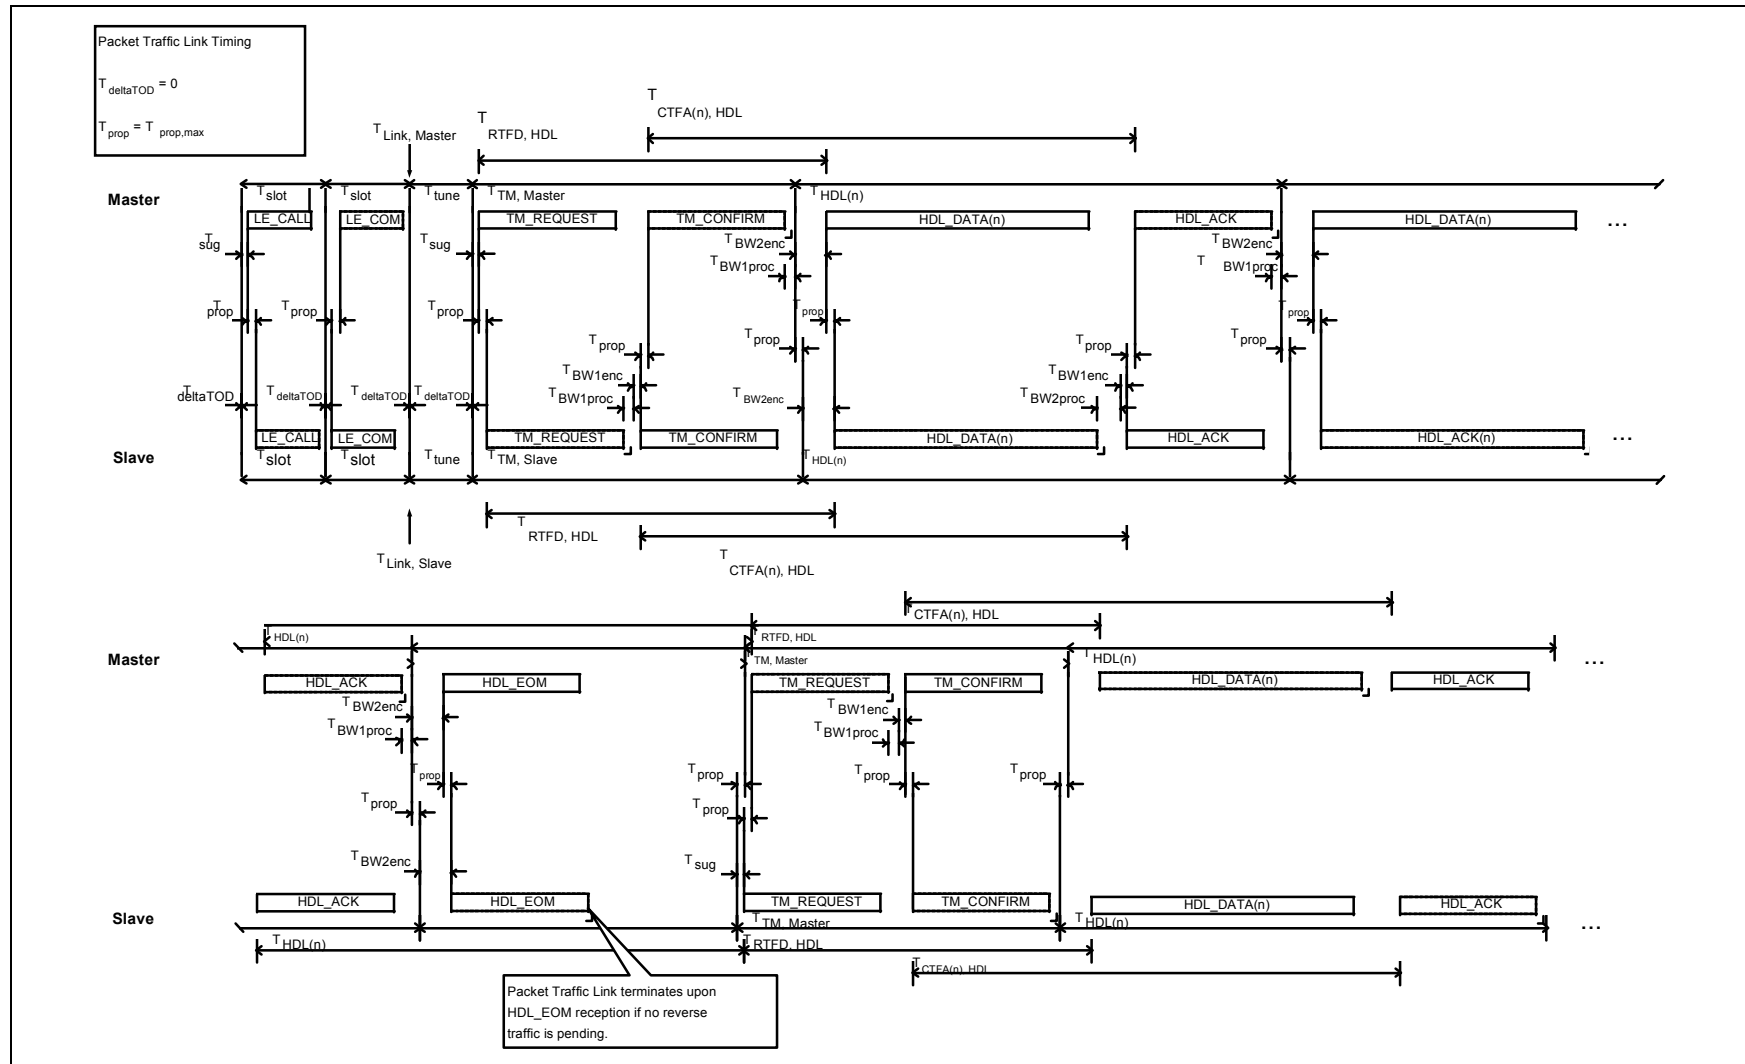 Packet Traffic Link Timing
T deltaTOD = 0
T prop = T prop,max
T CTFA(n), HDL
T RTFD, HDL
T Link, Master
Master
T slot T slot T tune T TM, Master T HDL(n)
LE_CALL LE_COM TM_REQUEST TM_CONFIRM HDL_DATA(n) HDL_ACK HDL_DATA(n) ...
T sug T sug T BW2enc T BW2enc
T BW1proc T BW1proc
T prop T prop T prop T prop T prop
T prop T prop T prop T prop
T BW1enc T BW1enc
T deltaTOD T deltaTOD T deltaTOD T deltaTOD T BW1proc T BW2enc T BW2proc
LE_CALL LE_COM TM_REQUEST TM_CONFIRM HDL_DATA(n) HDL_ACK HDL_ACK(n) ...
Slave
T slot T slot T tune T TM, Slave T HDL(n)
T RTFD, HDL
T Link, Slave
T CTFA(n), HDL
T CTFA(n), HDL
T HDL(n) T RTFD, HDL
Master
T TM, Master T HDL(n) ...
HDL_ACK HDL_EOM TM_REQUEST TM_CONFIRM HDL_DATA(n) HDL_ACK
T BW2enc T BW1enc
T BW1proc T BW1proc
T prop T prop T prop T prop
T prop T prop
T BW2enc T sug
HDL_ACK HDL_EOM TM_REQUEST TM_CONFIRM HDL_DATA(n) HDL_ACK
Slave
T TM, Master T HDL(n) ...
T HDL(n) T RTFD, HDL
T CTFA(n), HDL
Packet Traffic Link terminates upon
HDL_EOM reception if no reverse
traffic is pending.